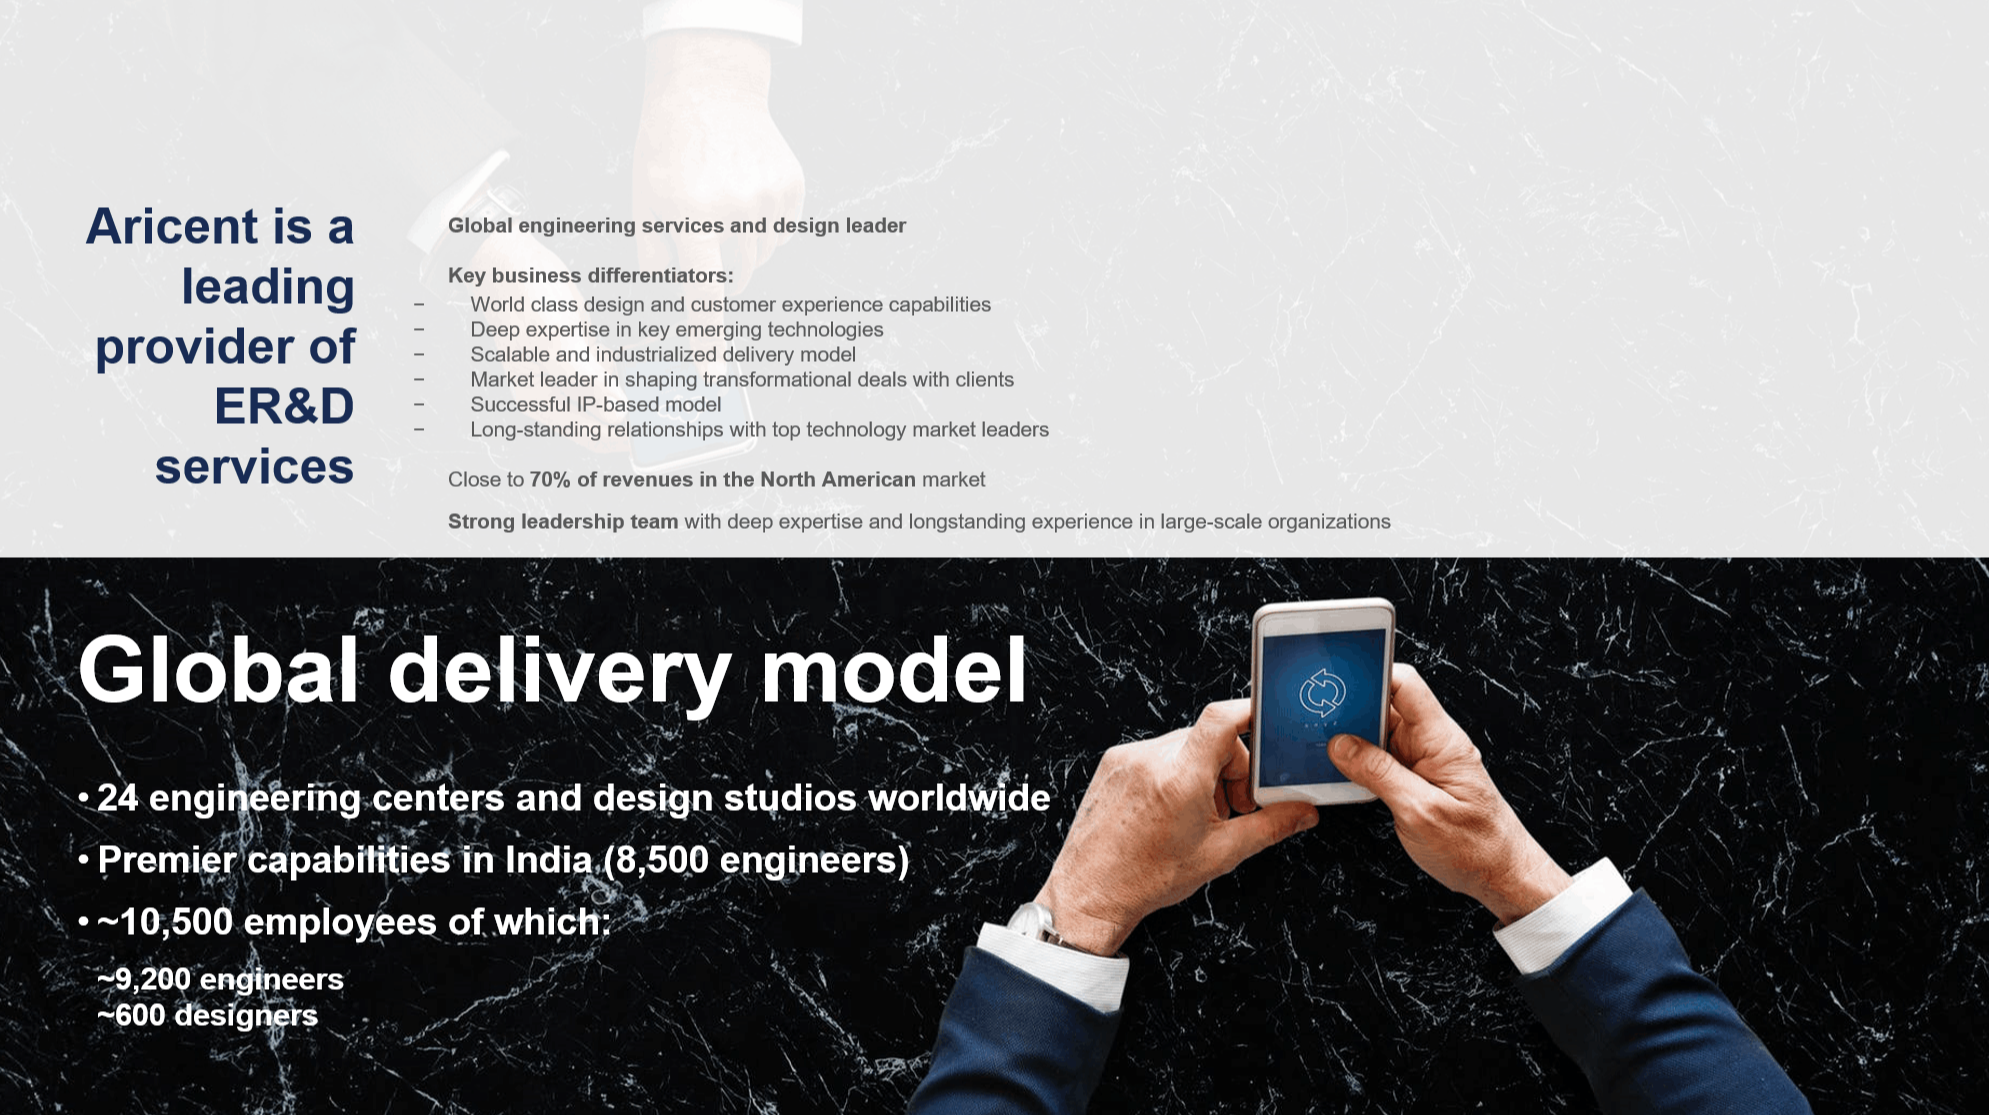 Aricent is a
leading
provider of
ER&D
services
Global engineering services and design leader
Key business differentiators:
– World class design and customer experience capabilities
– Deep expertise in key emerging technologies
– Scalable and industrialized delivery model
– Market leader in shaping transformational deals with clients
– Successful IP-based model
– Long-standing relationships with top technology market leaders
Close to 70% of revenues in the North American market
Strong leadership team with deep expertise and longstanding experience in large-scale organizations
Global delivery model
• 24 engineering centers and design studios worldwide
• Premier capabilities in India (8,500 engineers)
• ~10,500 employees of which:
~9,200 engineers
~600 designers